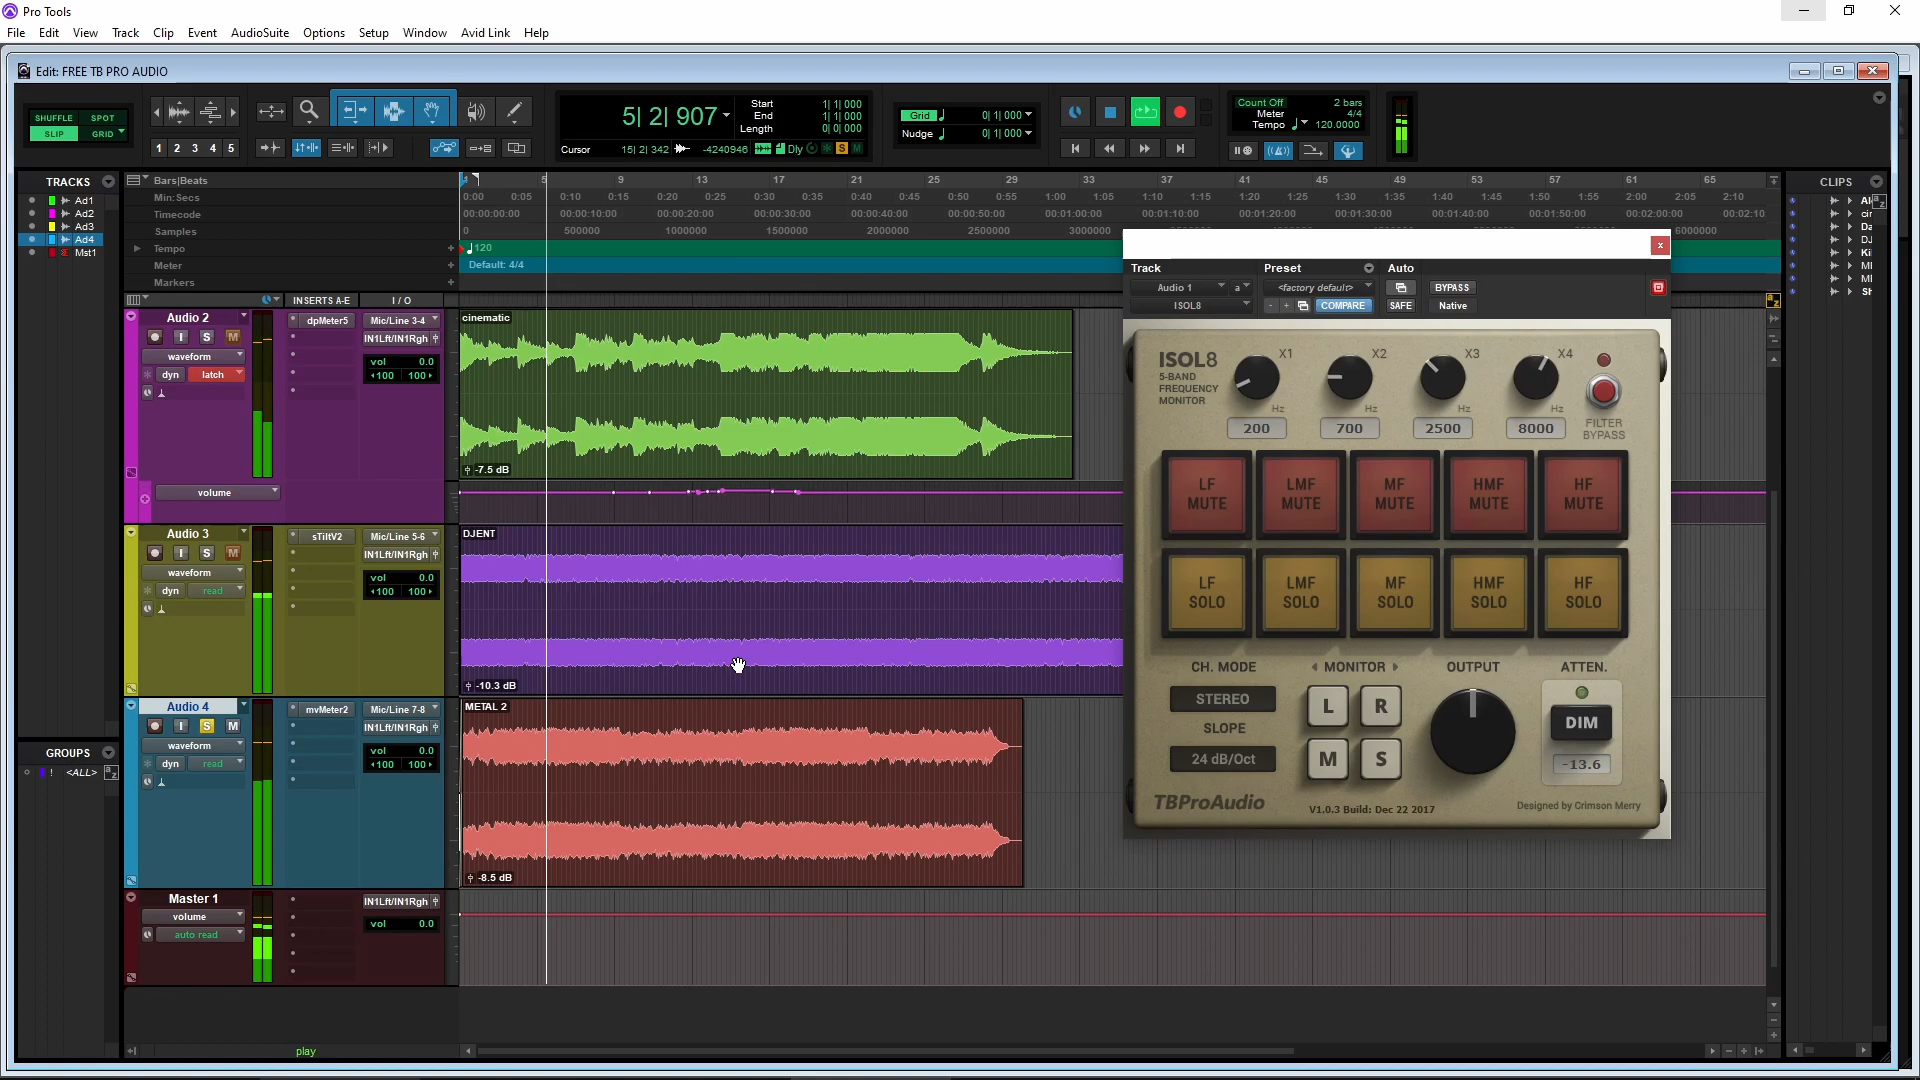 Pro Tools
File Edit View Track Clip Event AudioSuite Options Setup Window Avid Link Help
Edit: FREE TB PRO AUDIO
SHUFFLE SPOT
SLIP GRID
1 2 3 4 5
5| 2| 907
Start 1| 1| 000
End 1| 1| 000
Length 0| 0| 000
Cursor 15| 2| 342 -4240946 Dly S M
Grid 0| 1| 000
Nudge 0| 1| 000
Count Off 2 bars
Meter 4/4
Tempo 120.0000
TRACKS
Ad1
Ad2
Ad3
Ad4
Mst1
GROUPS
! <ALL>
a z
Bars|Beats
5 9 13 17 21 25 29 33 37 41 45 49 53 57 61 65
Min:Secs
0:00 0:05 0:10 0:15 0:20 0:25 0:30 0:35 0:40 0:45 0:50 0:55 1:00 1:05 1:10 1:15 1:20 1:25 1:30 1:35 1:40 1:45 1:50 1:55 2:00 2:05 2:10
Timecode
00:00:00:00 00:00:10:00 00:00:20:00 00:00:30:00 00:00:40:00 00:00:50:00 00:01:00:00 00:01:10:00 00:01:20:00 00:01:30:00 00:01:40:00 00:01:50:00 00:02:00:00 00:02:10
Samples
0 500000 1000000 1500000 2000000 2500000 3000000 6000000
Tempo
120
Meter
Default: 4/4
Markers
INSERTS A-E I / O
Audio 2
I S M
waveform
dyn latch
volume
dpMeter5
Mic/Line 3-4
IN1Lft/IN1Rgh
vol 0.0
100 100
cinematic
-7.5 dB
Audio 3
I S M
waveform
dyn read
sTiltV2
Mic/Line 5-6
IN1Lft/IN1Rgh
vol 0.0
100 100
DJENT
-10.3 dB
Audio 4
I S M
waveform
dyn read
mvMeter2
Mic/Line 7-8
IN1Lft/IN1Rgh
vol 0.0
100 100
METAL 2
-8.5 dB
Master 1
volume
auto read
IN1Lft/IN1Rgh
vol 0.0
play
CLIPS
cir
Da
DJ
Ki
Track Preset Auto
Audio 1 a <factory default> BYPASS
ISOL8 - + COMPARE SAFE Native
ISOL8
5-BAND
FREQUENCY
MONITOR
X1 X2 X3 X4
Hz Hz Hz Hz
200 700 2500 8000
FILTER
BYPASS
LF MUTE
LMF MUTE
MF MUTE
HMF MUTE
HF MUTE
LF SOLO
LMF SOLO
MF SOLO
HMF SOLO
HF SOLO
CH. MODE MONITOR OUTPUT ATTEN.
STEREO L R
SLOPE DIM
24 dB/Oct M S -13.6
TBProAudio V1.0.3 Build: Dec 22 2017 Designed by Crimson Merry